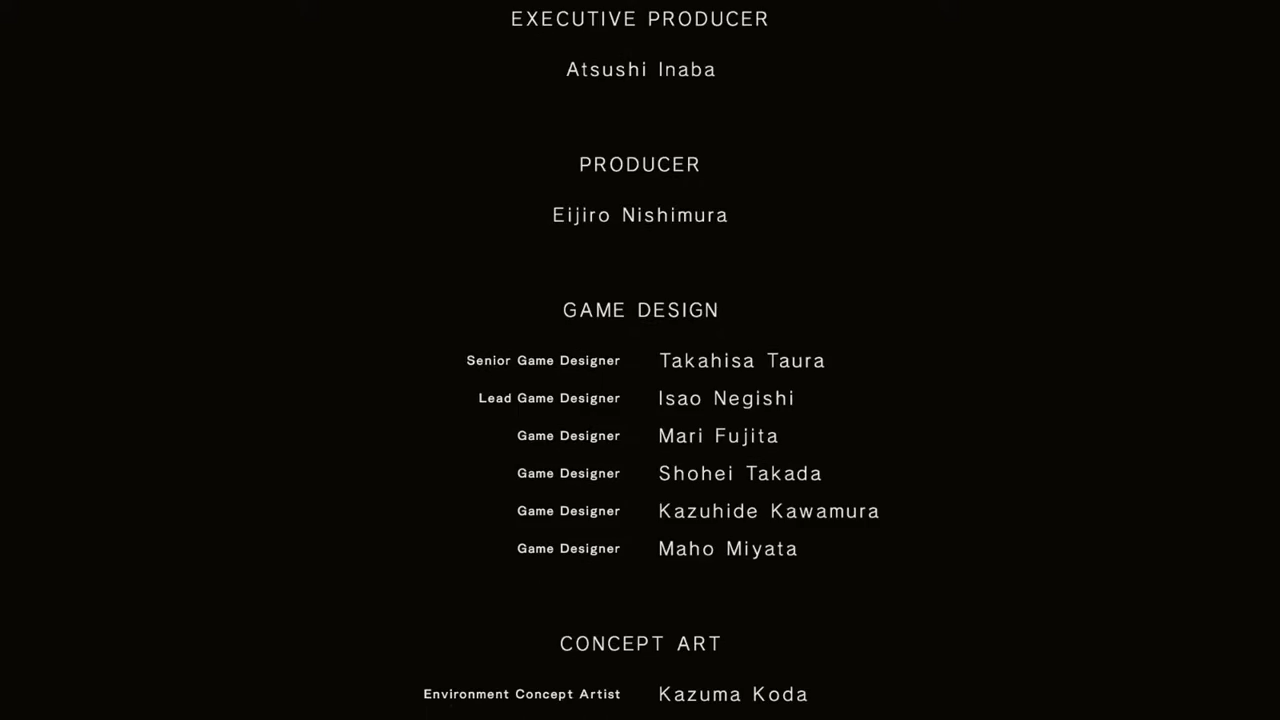 EXECUTIVE PRODUCER
Atsushi Inaba
PRODUCER
Eijiro Nishimura
GAME DESIGN
Senior Game Designer Takahisa Taura
Lead Game Designer Isao Negishi
Game Designer Mari Fujita
Game Designer Shohei Takada
Game Designer Kazuhide Kawamura
Game Designer Maho Miyata
CONCEPT ART
Environment Concept Artist Kazuma Koda